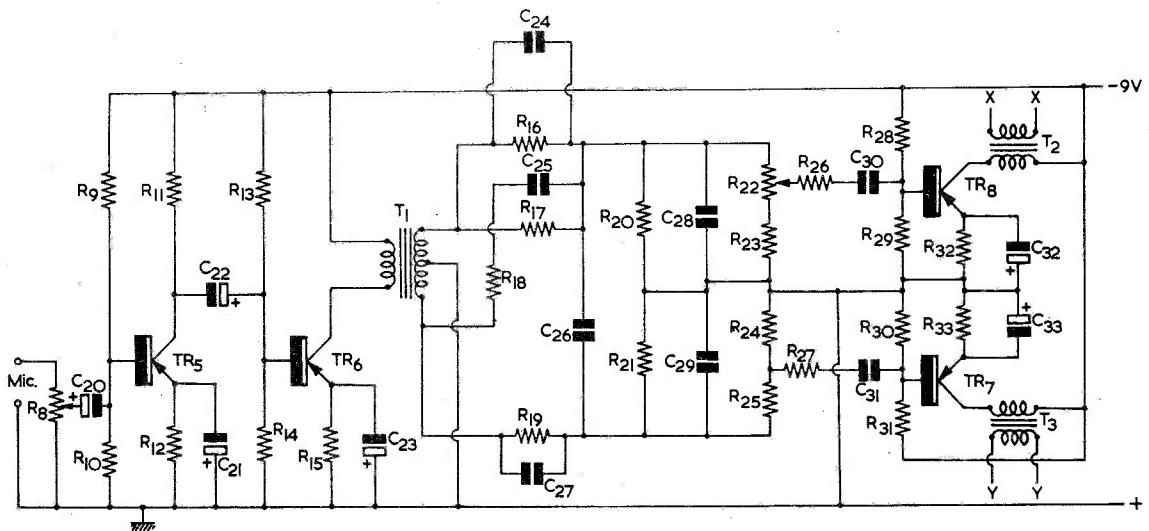 C24
-9V
X X
R16
R28
T2
C25
R26
C30
R9
R11
R13
R22
TR8
T1
R17
R20
C28
R29
R32
C32
R23
C22
+
R18
+
C26
R24
R30
R33
+
C33
TR5
TR6
R21
C29
R27
Mic.
C20
+
R8
C31
TR7
R25
R19
R31
T3
R14
R12
R15
C23
R10
C21
+
+
C27
Y Y
+